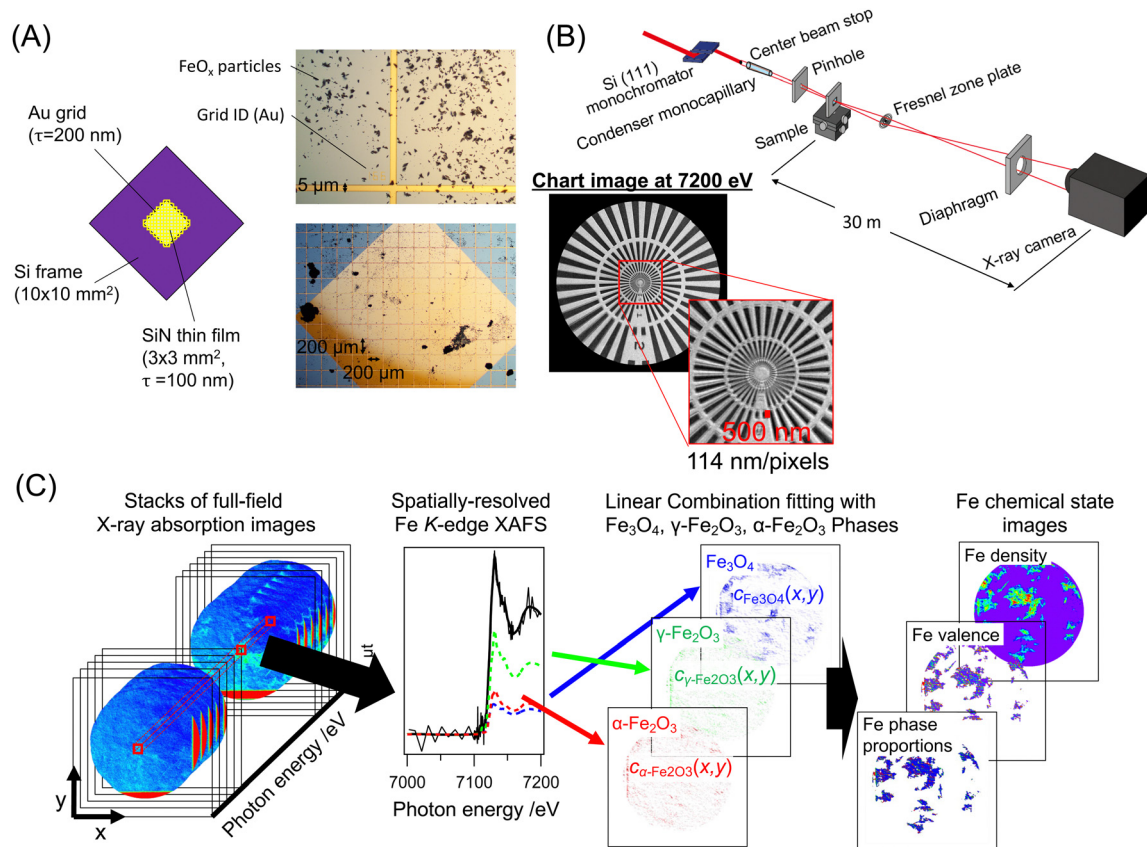 (A)
FeOx particles
Grid ID (Au)
Au grid
(τ=200 nm)
Si frame
(10x10 mm²)
SiN thin film
(3x3 mm²,
τ =100 nm)
5 μm
200 μm
200 μm
(B)
Si (111)
monochromator
Center beam stop
Condenser monocapillary
Pinhole
Sample
Fresnel zone plate
Diaphragm
X-ray camera
30 m
Chart image at 7200 eV
500 nm
114 nm/pixels
(C)
Stacks of full-field
X-ray absorption images
y
x
Photon energy /eV
Spatially-resolved
Fe K-edge XAFS
μt
7000
7100
7200
Photon energy /eV
Linear Combination fitting with
Fe₃O₄, γ-Fe₂O₃, α-Fe₂O₃ Phases
Fe₃O₄
cFe3O4(x,y)
γ-Fe₂O₃
cγ-Fe2O3(x,y)
α-Fe₂O₃
cα-Fe2O3(x,y)
Fe chemical state
images
Fe density
Fe valence
Fe phase
proportions